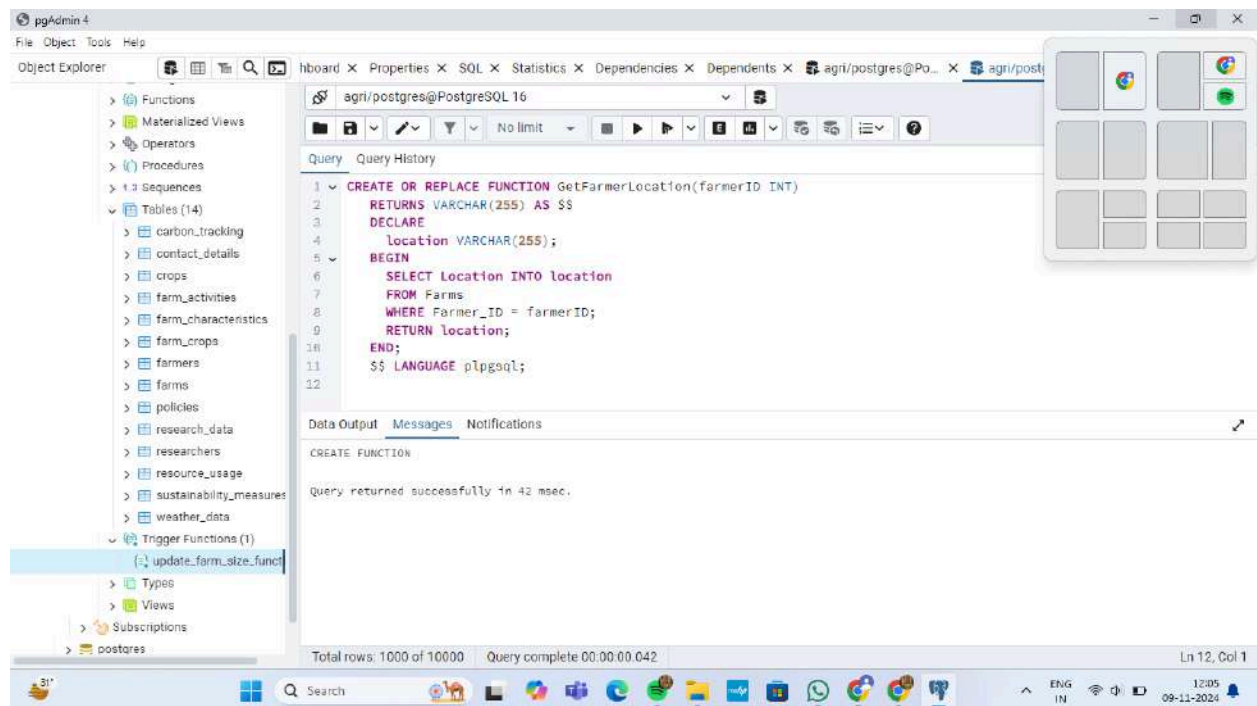 pgAdmin 4
File Object Tools Help
Object Explorer
hboard Properties SQL Statistics Dependencies Dependents agri/postgres@Po... agri/post
Functions
Materialized Views
Operators
Procedures
1..3 Sequences
Tables (14)
carbon_tracking
contact_details
crops
farm_activities
farm_characteristics
farm_crops
farmers
farms
policies
research_data
researchers
resource_usage
sustainability_measures
weather_data
Trigger Functions (1)
update_farm_size_funct
Types
Views
Subscriptions
postgres
agri/postgres@PostgreSQL 16
No limit
Query Query History
1 CREATE OR REPLACE FUNCTION GetFarmerLocation(farmerID INT)
2 RETURNS VARCHAR(255) AS $$
3 DECLARE
4 location VARCHAR(255);
5 BEGIN
6 SELECT Location INTO location
7 FROM Farms
8 WHERE Farmer_ID = farmerID;
9 RETURN location;
10 END;
11 $$ LANGUAGE plpgsql;
12
Data Output Messages Notifications
CREATE FUNCTION
Query returned successfully in 42 msec.
Total rows: 1000 of 10000 Query complete 00:00:00.042 Ln 12, Col 1
31°
Search
ENG
IN
12:05
09-11-2024